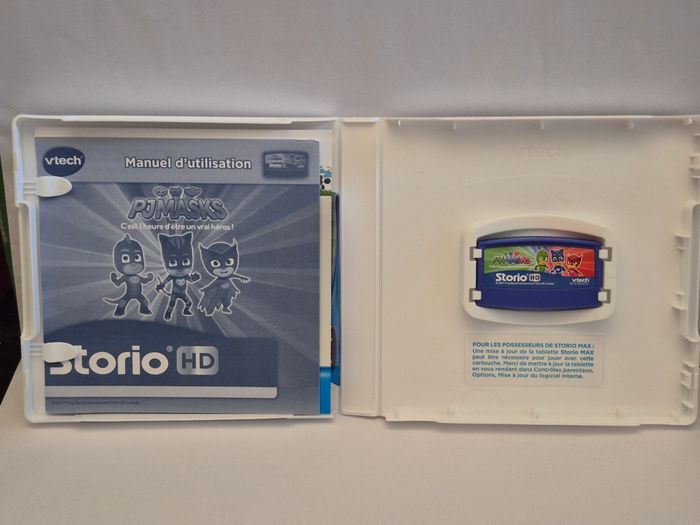 vtech
Manuel d'utilisation
PJMASKS
C'est l'heure d'être un vrai héros !
Storio® HD
vtech
PJMASKS
Storio HD
vtech
POUR LES POSSESSEURS DE STORIO MAX :
Une mise à jour de la tablette Storio MAX
peut être nécessaire pour jouer avec cette
cartouche. Merci de mettre à jour la tablette
en vous rendant dans Contrôles parentaux,
Options, Mise à jour du logiciel interne.